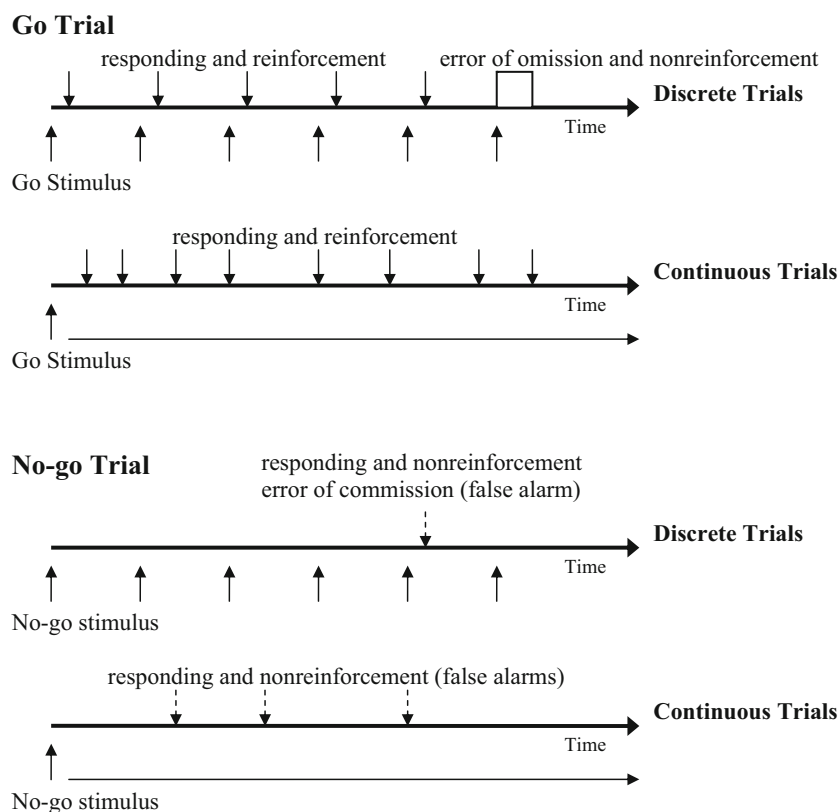 Go Trial
responding and reinforcement error of omission and nonreinforcement
Discrete Trials
Time
Go Stimulus
responding and reinforcement
Continuous Trials
Time
Go Stimulus
No-go Trial
responding and nonreinforcement
error of commission (false alarm)
Discrete Trials
Time
No-go stimulus
responding and nonreinforcement (false alarms)
Continuous Trials
Time
No-go stimulus